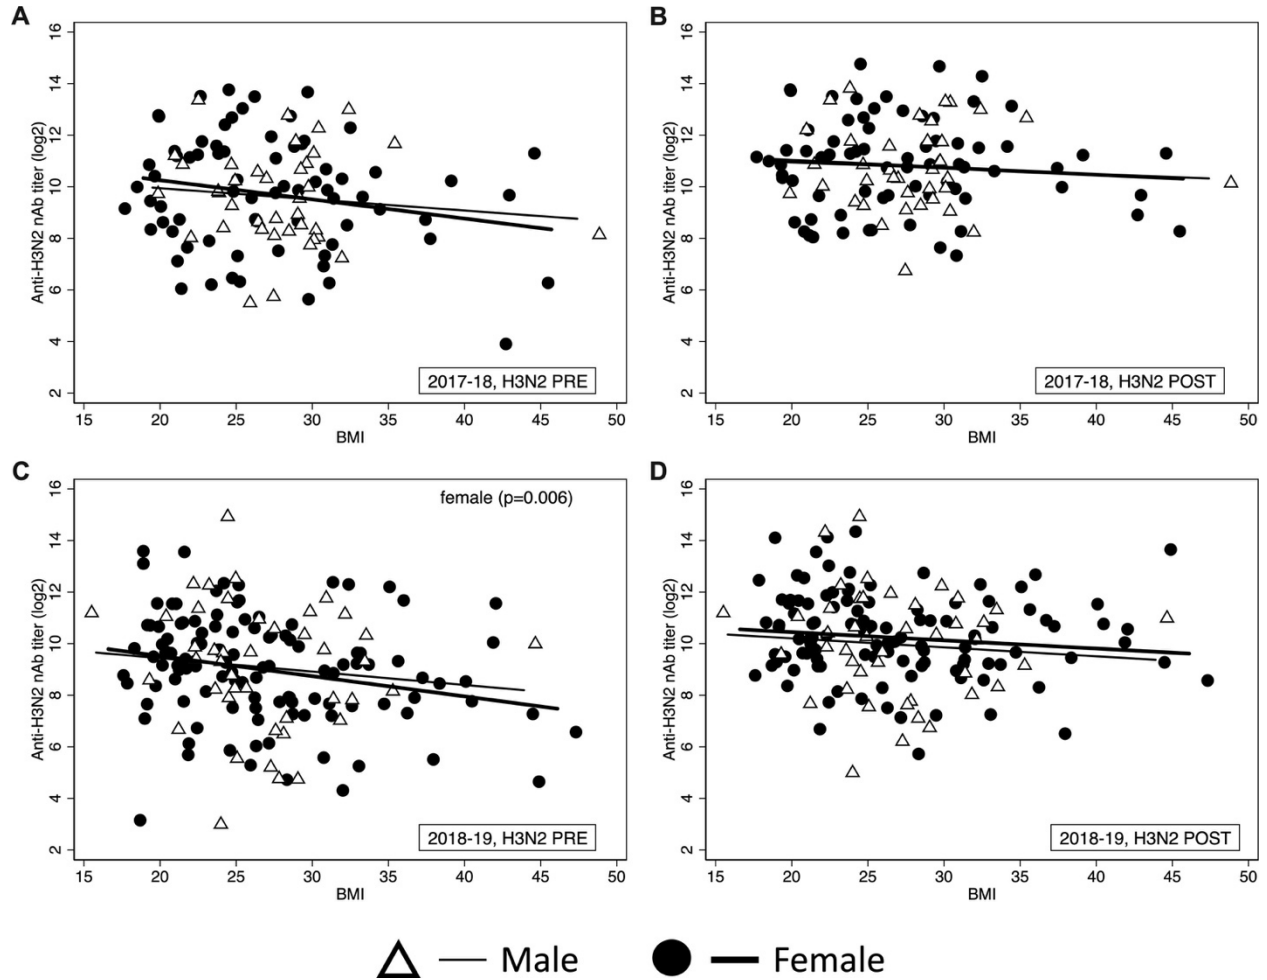 A
Anti-H3N2 nAb titer (log2)
16
14
12
10
8
6
4
2
2017-18, H3N2 PRE
15 20 25 30 35 40 45 50
BMI
B
Anti-H3N2 nAb titer (log2)
16
14
12
10
8
6
4
2
2017-18, H3N2 POST
15 20 25 30 35 40 45 50
BMI
C
Anti-H3N2 nAb titer (log2)
16
14
12
10
8
6
4
2
female (p=0.006)
2018-19, H3N2 PRE
15 20 25 30 35 40 45 50
BMI
D
Anti-H3N2 nAb titer (log2)
16
14
12
10
8
6
4
2
2018-19, H3N2 POST
15 20 25 30 35 40 45 50
BMI
Male Female